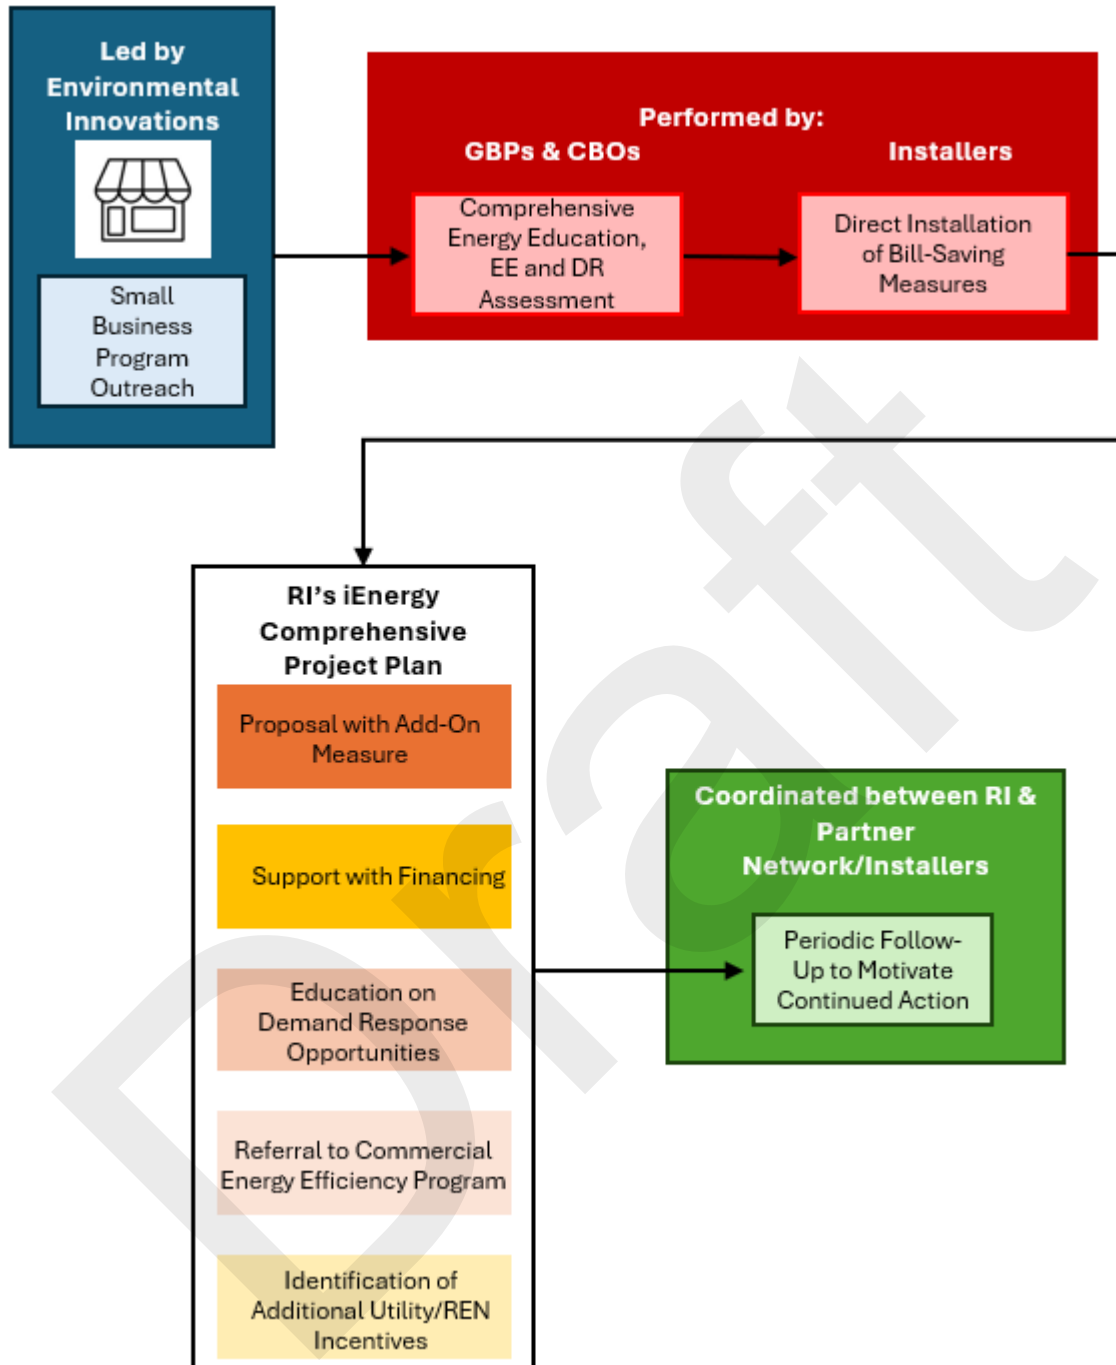 Led by
Environmental
Innovations
Small
Business
Program
Outreach
Performed by:
GBPs & CBOs
Installers
Comprehensive
Energy Education,
EE and DR
Assessment
Direct Installation
of Bill-Saving
Measures
RI's iEnergy
Comprehensive
Project Plan
Proposal with Add-On
Measure
Support with Financing
Education on
Demand Response
Opportunities
Referral to Commercial
Energy Efficiency Program
Identification of
Additional Utility/REN
Incentives
Coordinated between RI &
Partner
Network/Installers
Periodic Follow-
Up to Motivate
Continued Action
Draft